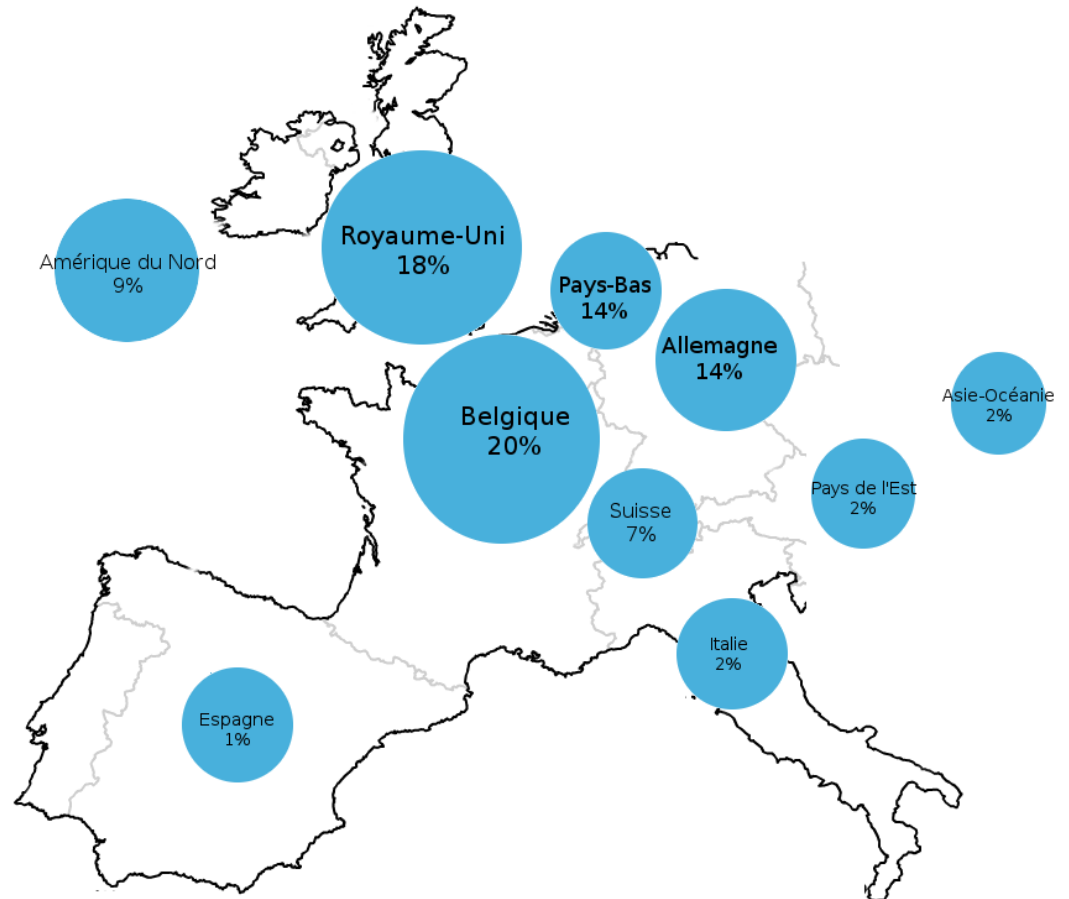 Royaume-Uni
18%
Amérique du Nord
9%
Pays-Bas
14%
Allemagne
14%
Belgique
20%
Asie-Océanie
2%
Pays de l'Est
2%
Suisse
7%
Italie
2%
Espagne
1%